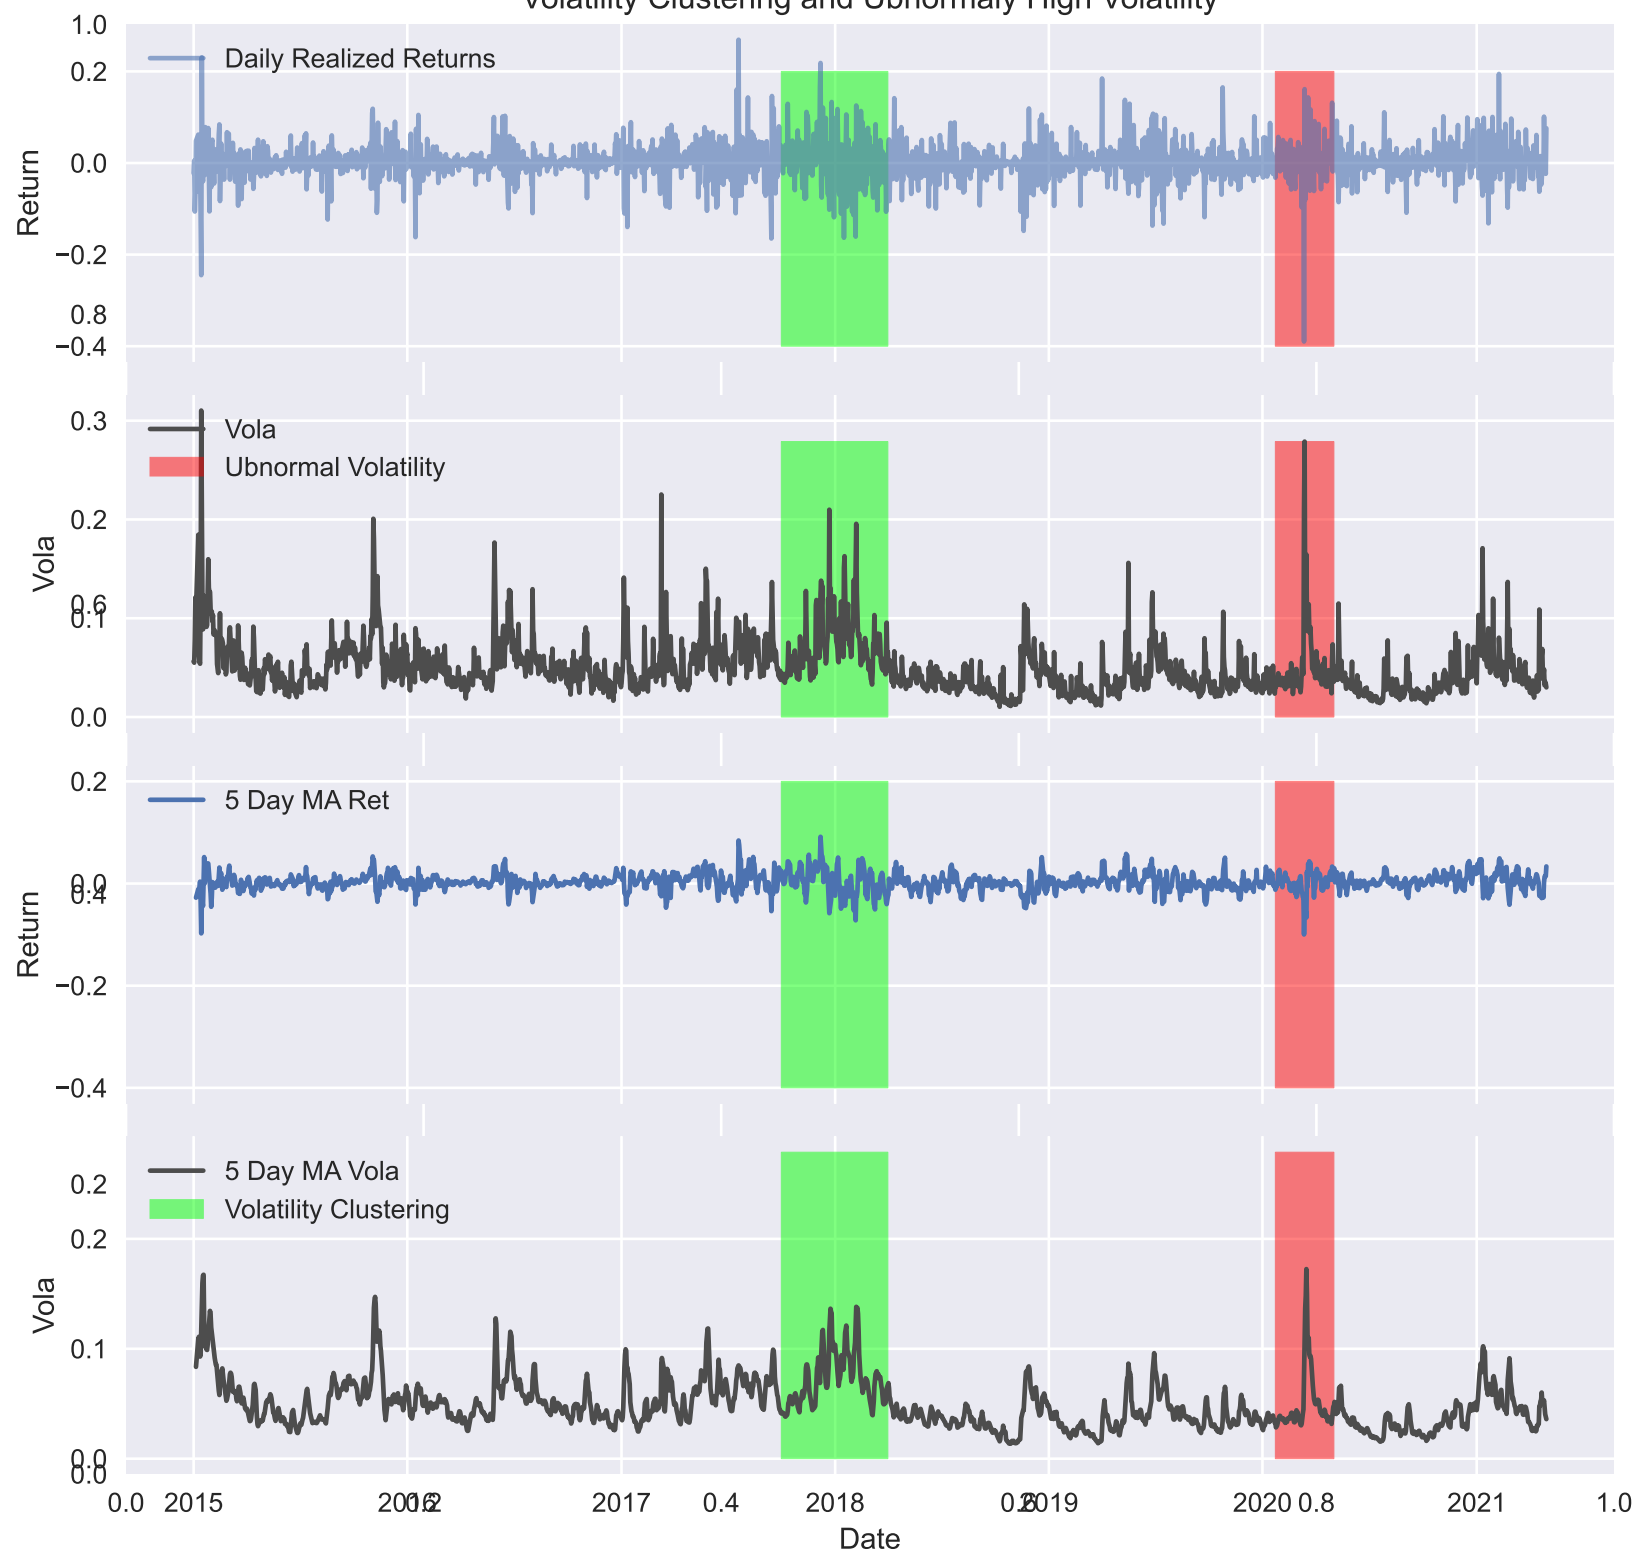 Volatility Clustering and Ubnormaly High Volatility
1.0
Daily Realized Returns
0.2
Return
0.0
−0.2
0.8
−0.4
0.3
Vola
Ubnormal Volatility
0.2
Vola
0.6
0.1
0.0
0.2
5 Day MA Ret
0.0
0.4
Return
−0.2
−0.4
5 Day MA Vola
0.2
Volatility Clustering
0.2
Vola
0.1
0.0
0.0
0.0 2015 2016 0.2 2017 0.4 2018 0.6 2019 2020 0.8 2021 1.0
Date